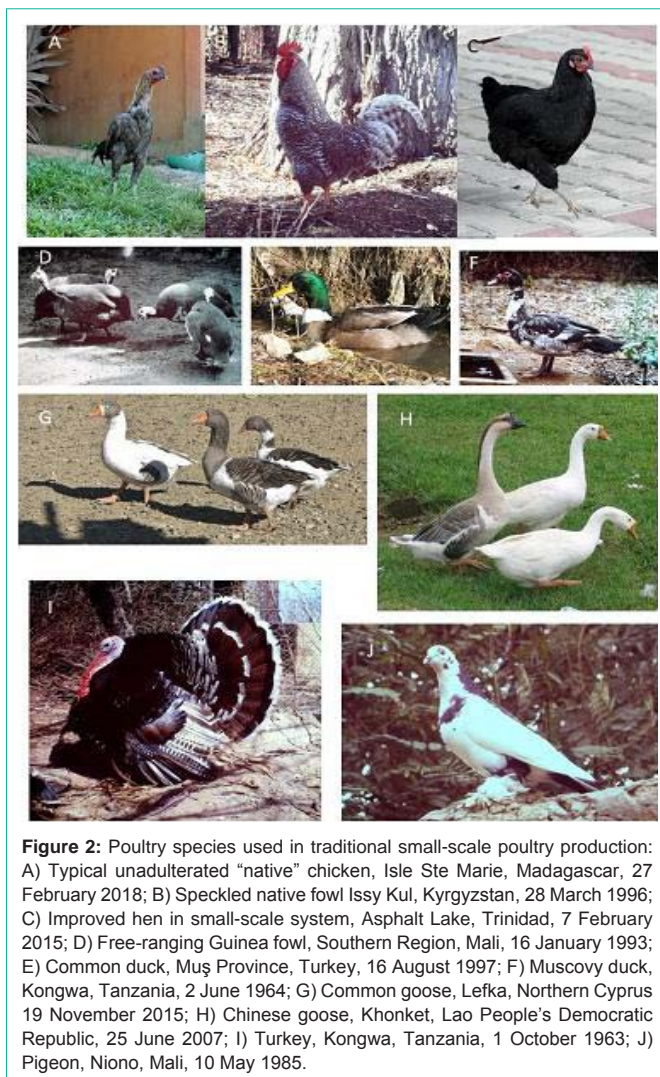 A
C
D
F
G
H
I
J
Figure 2: Poultry species used in traditional small-scale poultry production:
A) Typical unadulterated “native” chicken, Isle Ste Marie, Madagascar, 27
February 2018; B) Speckled native fowl Issy Kul, Kyrgyzstan, 28 March 1996;
C) Improved hen in small-scale system, Asphalt Lake, Trinidad, 7 February
2015; D) Free-ranging Guinea fowl, Southern Region, Mali, 16 January 1993;
E) Common duck, Muş Province, Turkey, 16 August 1997; F) Muscovy duck,
Kongwa, Tanzania, 2 June 1964; G) Common goose, Lefka, Northern Cyprus
19 November 2015; H) Chinese goose, Khonket, Lao People’s Democratic
Republic, 25 June 2007; I) Turkey, Kongwa, Tanzania, 1 October 1963; J)
Pigeon, Niono, Mali, 10 May 1985.